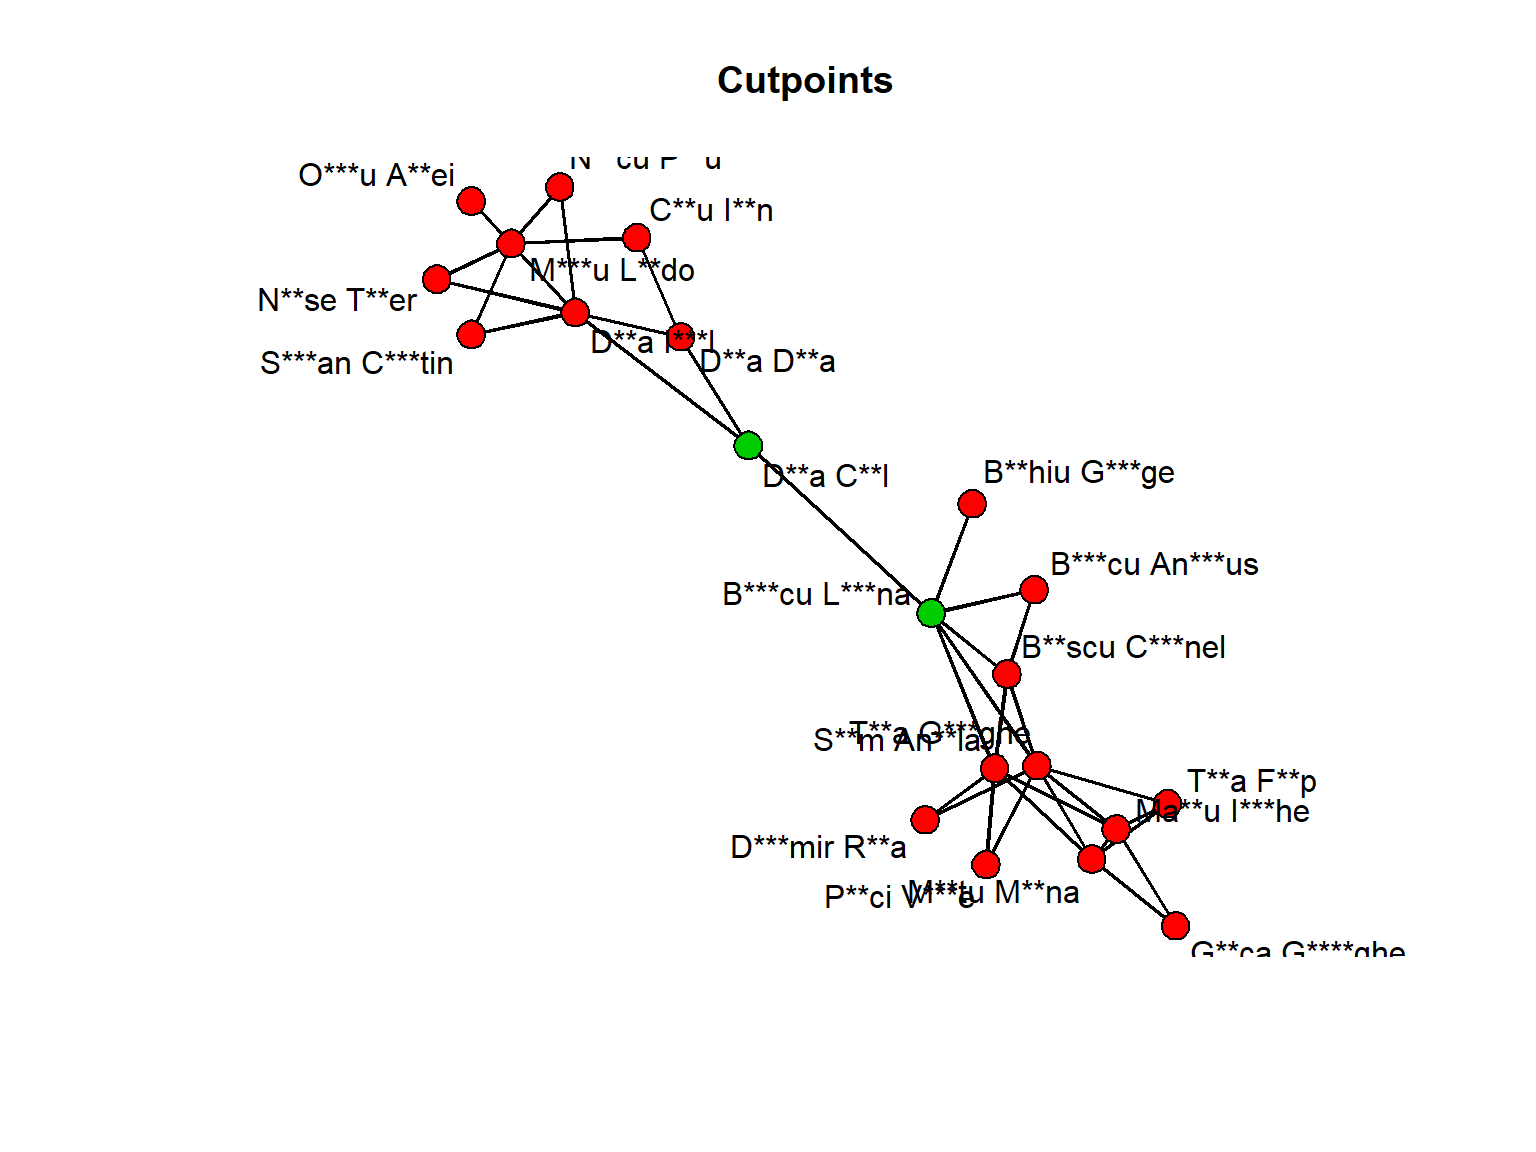 Cutpoints
O***u A**ei
C**u I**n
M***u L**do
N**se T**er
S***an C***tin
D**a I***l
D**a D**a
D**a C**l
B**hiu G***ge
B***cu An***us
B***cu L***na
B**scu C***nel
T**a G***ghe
S**m An**la
T**a F**p
Ma**u I***he
D***mir R**a
P**ci
M**tu M**na
G**ca G****ghe